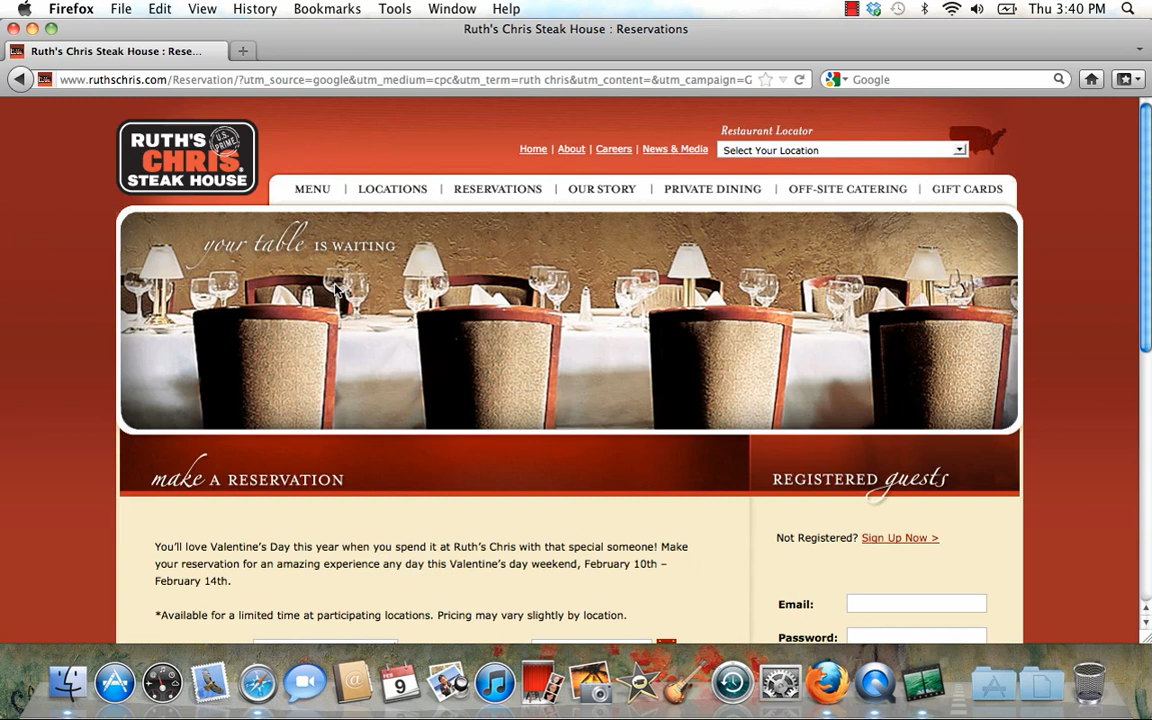 Firefox File Edit View History Bookmarks Tools Window Help Thu 3:40 PM
Ruth's Chris Steak House : Reservations
Ruth's Chris Steak House : Rese...
www.ruthschris.com/Reservation/?utm_source=google&utm_medium=cpc&utm_term=ruth chris&utm_content=&utm_campaign=G
Google
RUTH'S
U.S. PRIME
CHRIS
STEAK HOUSE
Restaurant Locator
Home | About | Careers | News & Media
Select Your Location
MENU | LOCATIONS | RESERVATIONS | OUR STORY | PRIVATE DINING | OFF-SITE CATERING | GIFT CARDS
your table IS WAITING
make A RESERVATION
REGISTERED guests
You'll love Valentine's Day this year when you spend it at Ruth's Chris with that special someone! Make
your reservation for an amazing experience any day this Valentine's day weekend, February 10th –
February 14th.
*Available for a limited time at participating locations. Pricing may vary slightly by location.
Not Registered? Sign Up Now >
Email:
Password:
FEB
9